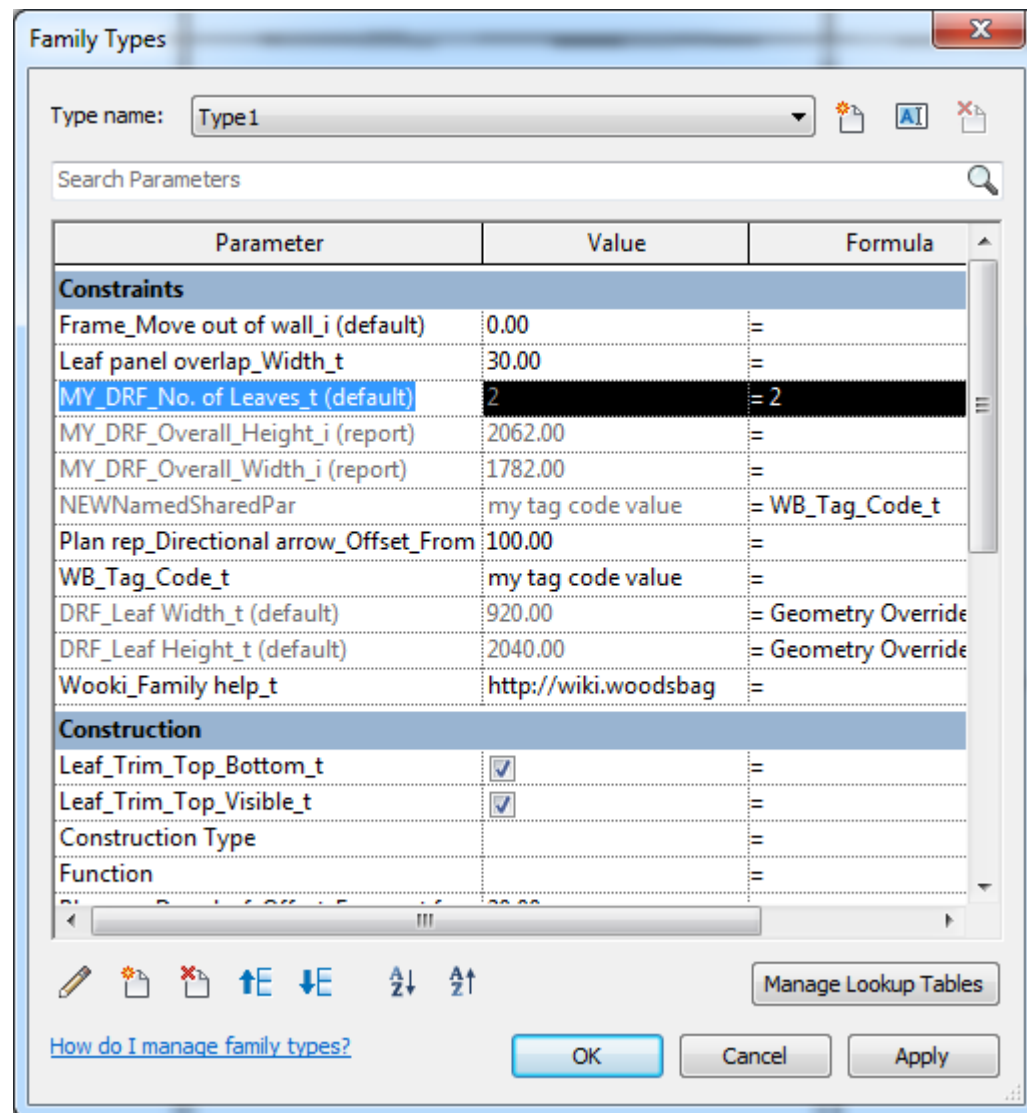 Family Types
Type name: Type1
Search Parameters
Parameter Value Formula
Constraints
Frame_Move out of wall_i (default) 0.00 =
Leaf panel overlap_Width_t 30.00 =
MY_DRF_No. of Leaves_t (default) 2 = 2
MY_DRF_Overall_Height_i (report) 2062.00 =
MY_DRF_Overall_Width_i (report) 1782.00 =
NEWNamedSharedPar my tag code value = WB_Tag_Code_t
Plan rep_Directional arrow_Offset_From 100.00 =
WB_Tag_Code_t my tag code value =
DRF_Leaf Width_t (default) 920.00 = Geometry Override
DRF_Leaf Height_t (default) 2040.00 = Geometry Override
Wooki_Family help_t http://wiki.woodsbag =
Construction
Leaf_Trim_Top_Bottom_t =
Leaf_Trim_Top_Visible_t =
Construction Type =
Function =
Manage Lookup Tables
How do I manage family types?
OK Cancel Apply